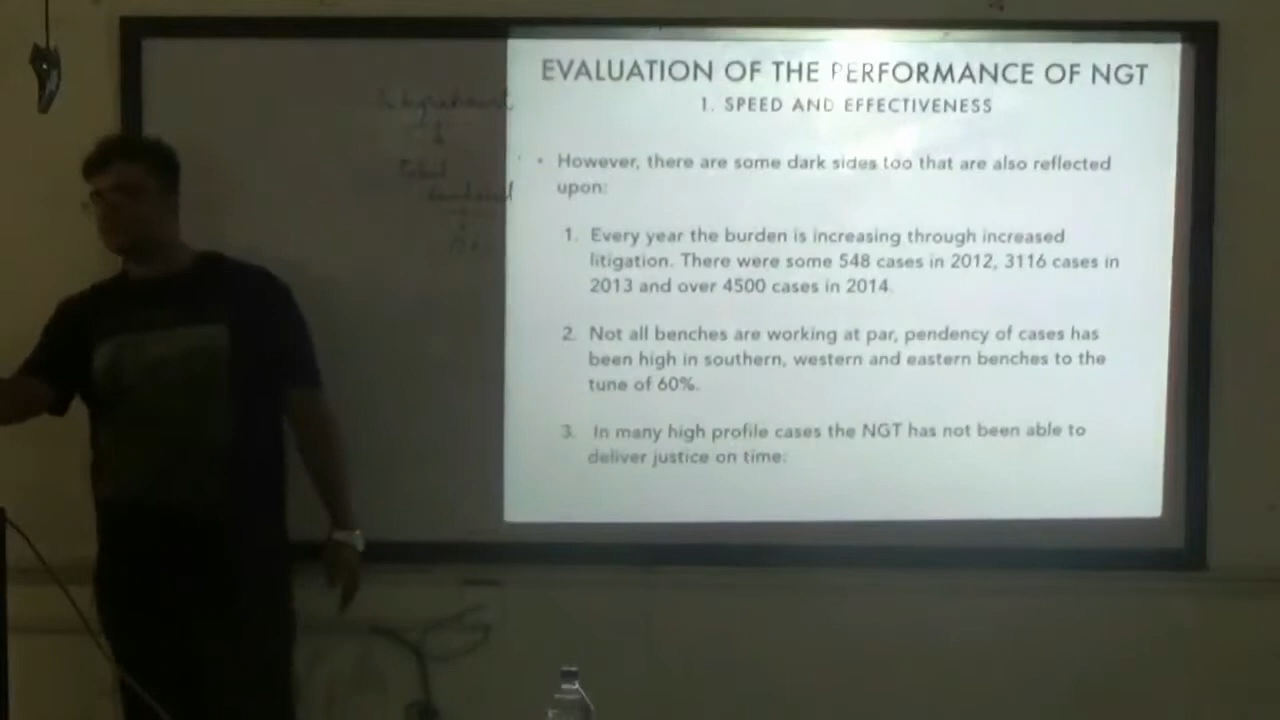 EVALUATION OF THE PERFORMANCE OF NGT
1. SPEED AND EFFECTIVENESS
• However, there are some dark sides too that are also reflected
upon:
1. Every year the burden is increasing through increased
litigation. There were some 548 cases in 2012, 3116 cases in
2013 and over 4500 cases in 2014.
2. Not all benches are working at par, pendency of cases has
been high in southern, western and eastern benches to the
tune of 60%.
3. In many high profile cases the NGT has not been able to
deliver justice on time: